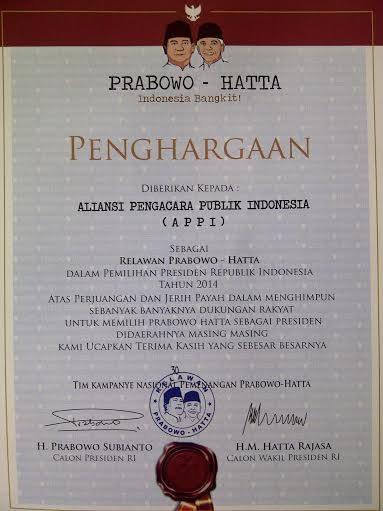 PRABOWO - HATTA
Indonesia Bangkit!
PENGHARGAAN
DIBERIKAN KEPADA :
ALIANSI PENGACARA PUBLIK INDONESIA
( A P P I )
SEBAGAI
RELAWAN PRABOWO - HATTA
DALAM PEMILIHAN PRESIDEN REPUBLIK INDONESIA
TAHUN 2014
ATAS PERJUANGAN DAN JERIH PAYAH DALAM MENGHIMPUN
SEBANYAK BANYAKNYA DUKUNGAN RAKYAT
UNTUK MEMILIH PRABOWO HATTA SEBAGAI PRESIDEN
DIDAERAHNYA MASING MASING
KAMI UCAPKAN TERIMA KASIH YANG SEBESAR BESARNYA
30
TIM KAMPANYE NASIONAL PEMENANGAN PRABOWO-HATTA
RELAWAN
PRABOWO - HATTA
H. PRABOWO SUBIANTO
CALON PRESIDEN RI
H.M. HATTA RAJASA
CALON WAKIL PRESIDEN RI